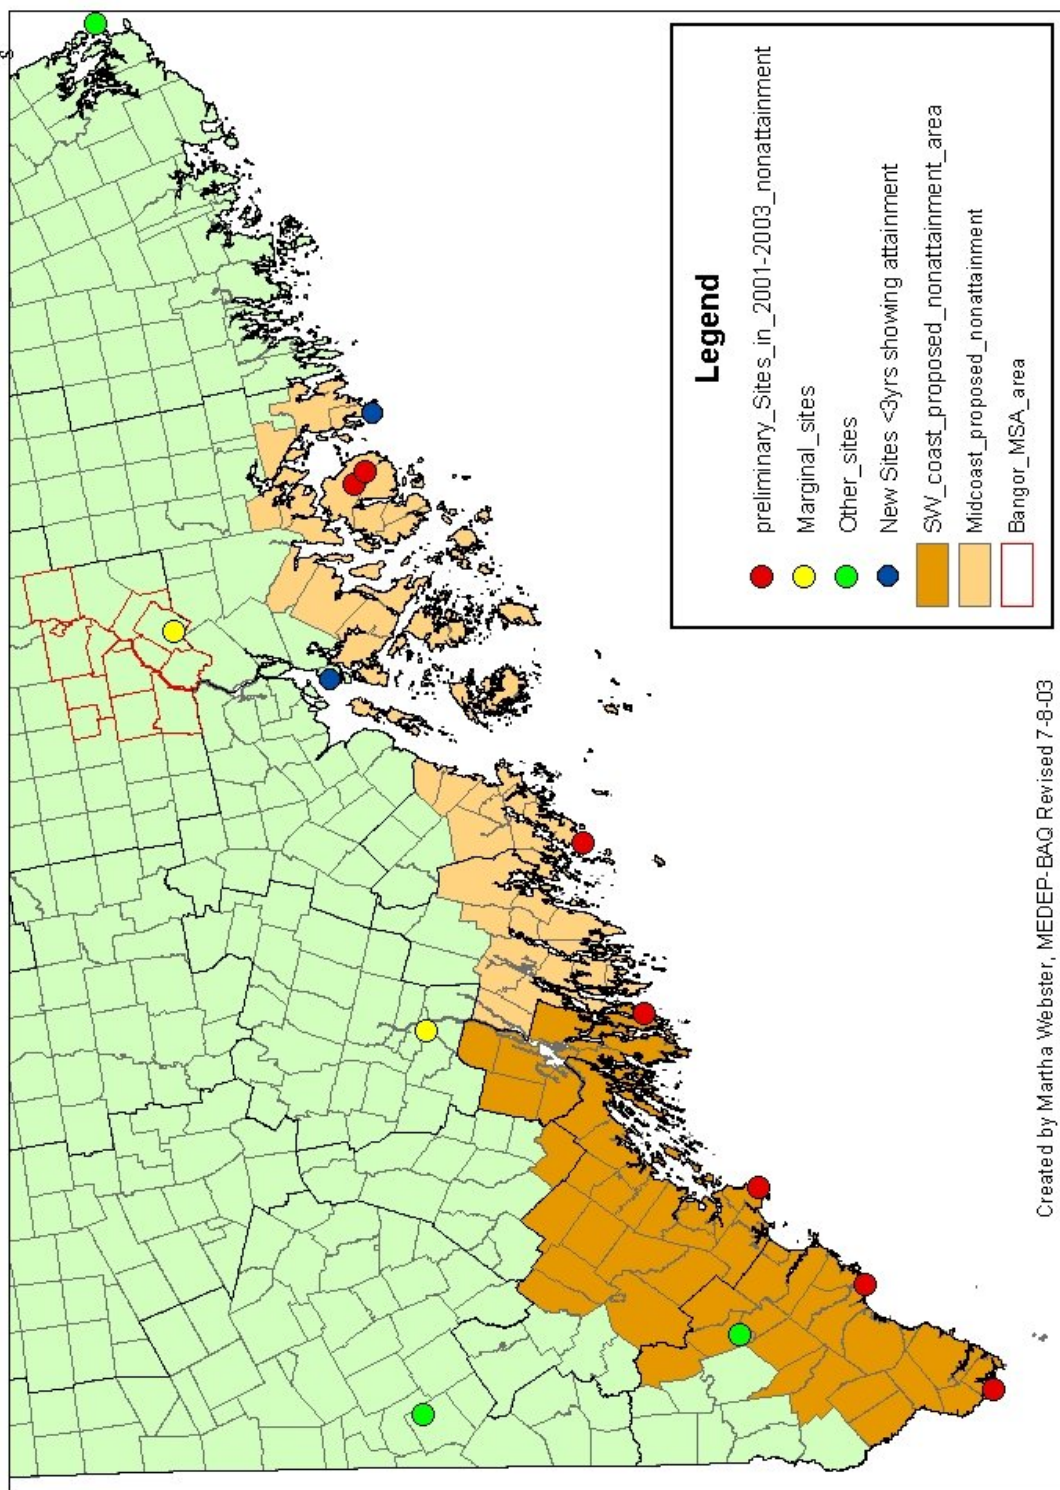 Legend
preliminary_Sites_in_2001-2003_nonattainment
Marginal_sites
Other_sites
New Sites <3yrs showing attainment
SW_coast_proposed_nonattainment_area
Midcoast_proposed_nonattainment
Bangor_MSA_area
Created by Martha Webster, MEDEP-BAQ Revised 7-8-03